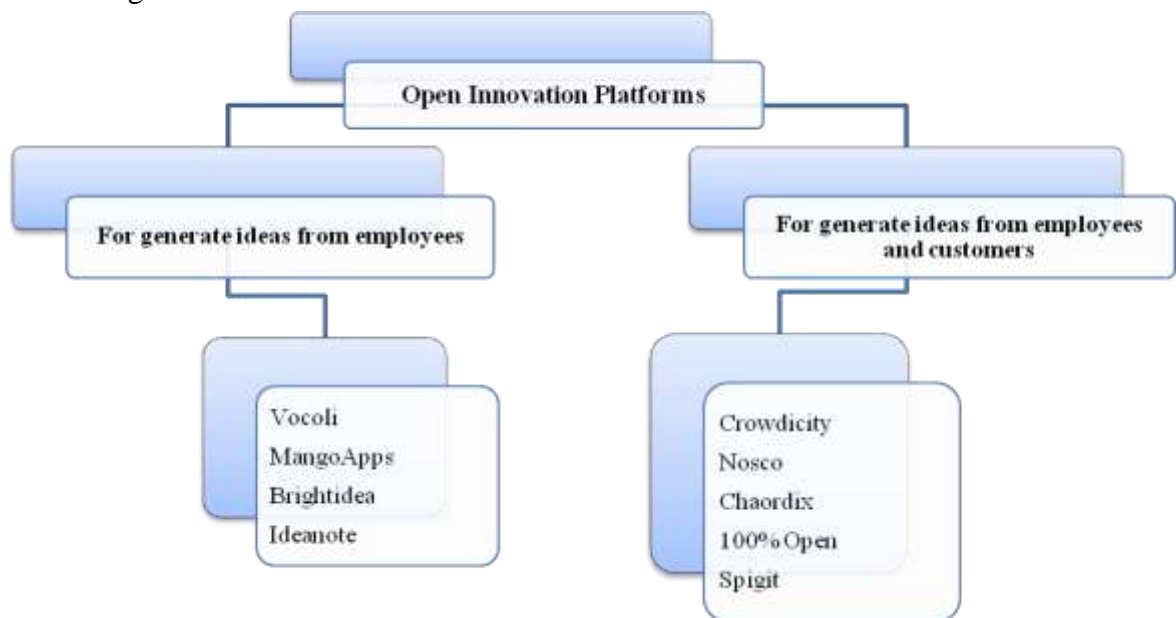 Open Innovation Platforms
For generate ideas from employees
For generate ideas from employees
and customers
Vocoli
MangoApps
Brightidea
Ideanote
Crowdicity
Nosco
Chaordix
100%Open
Spigit